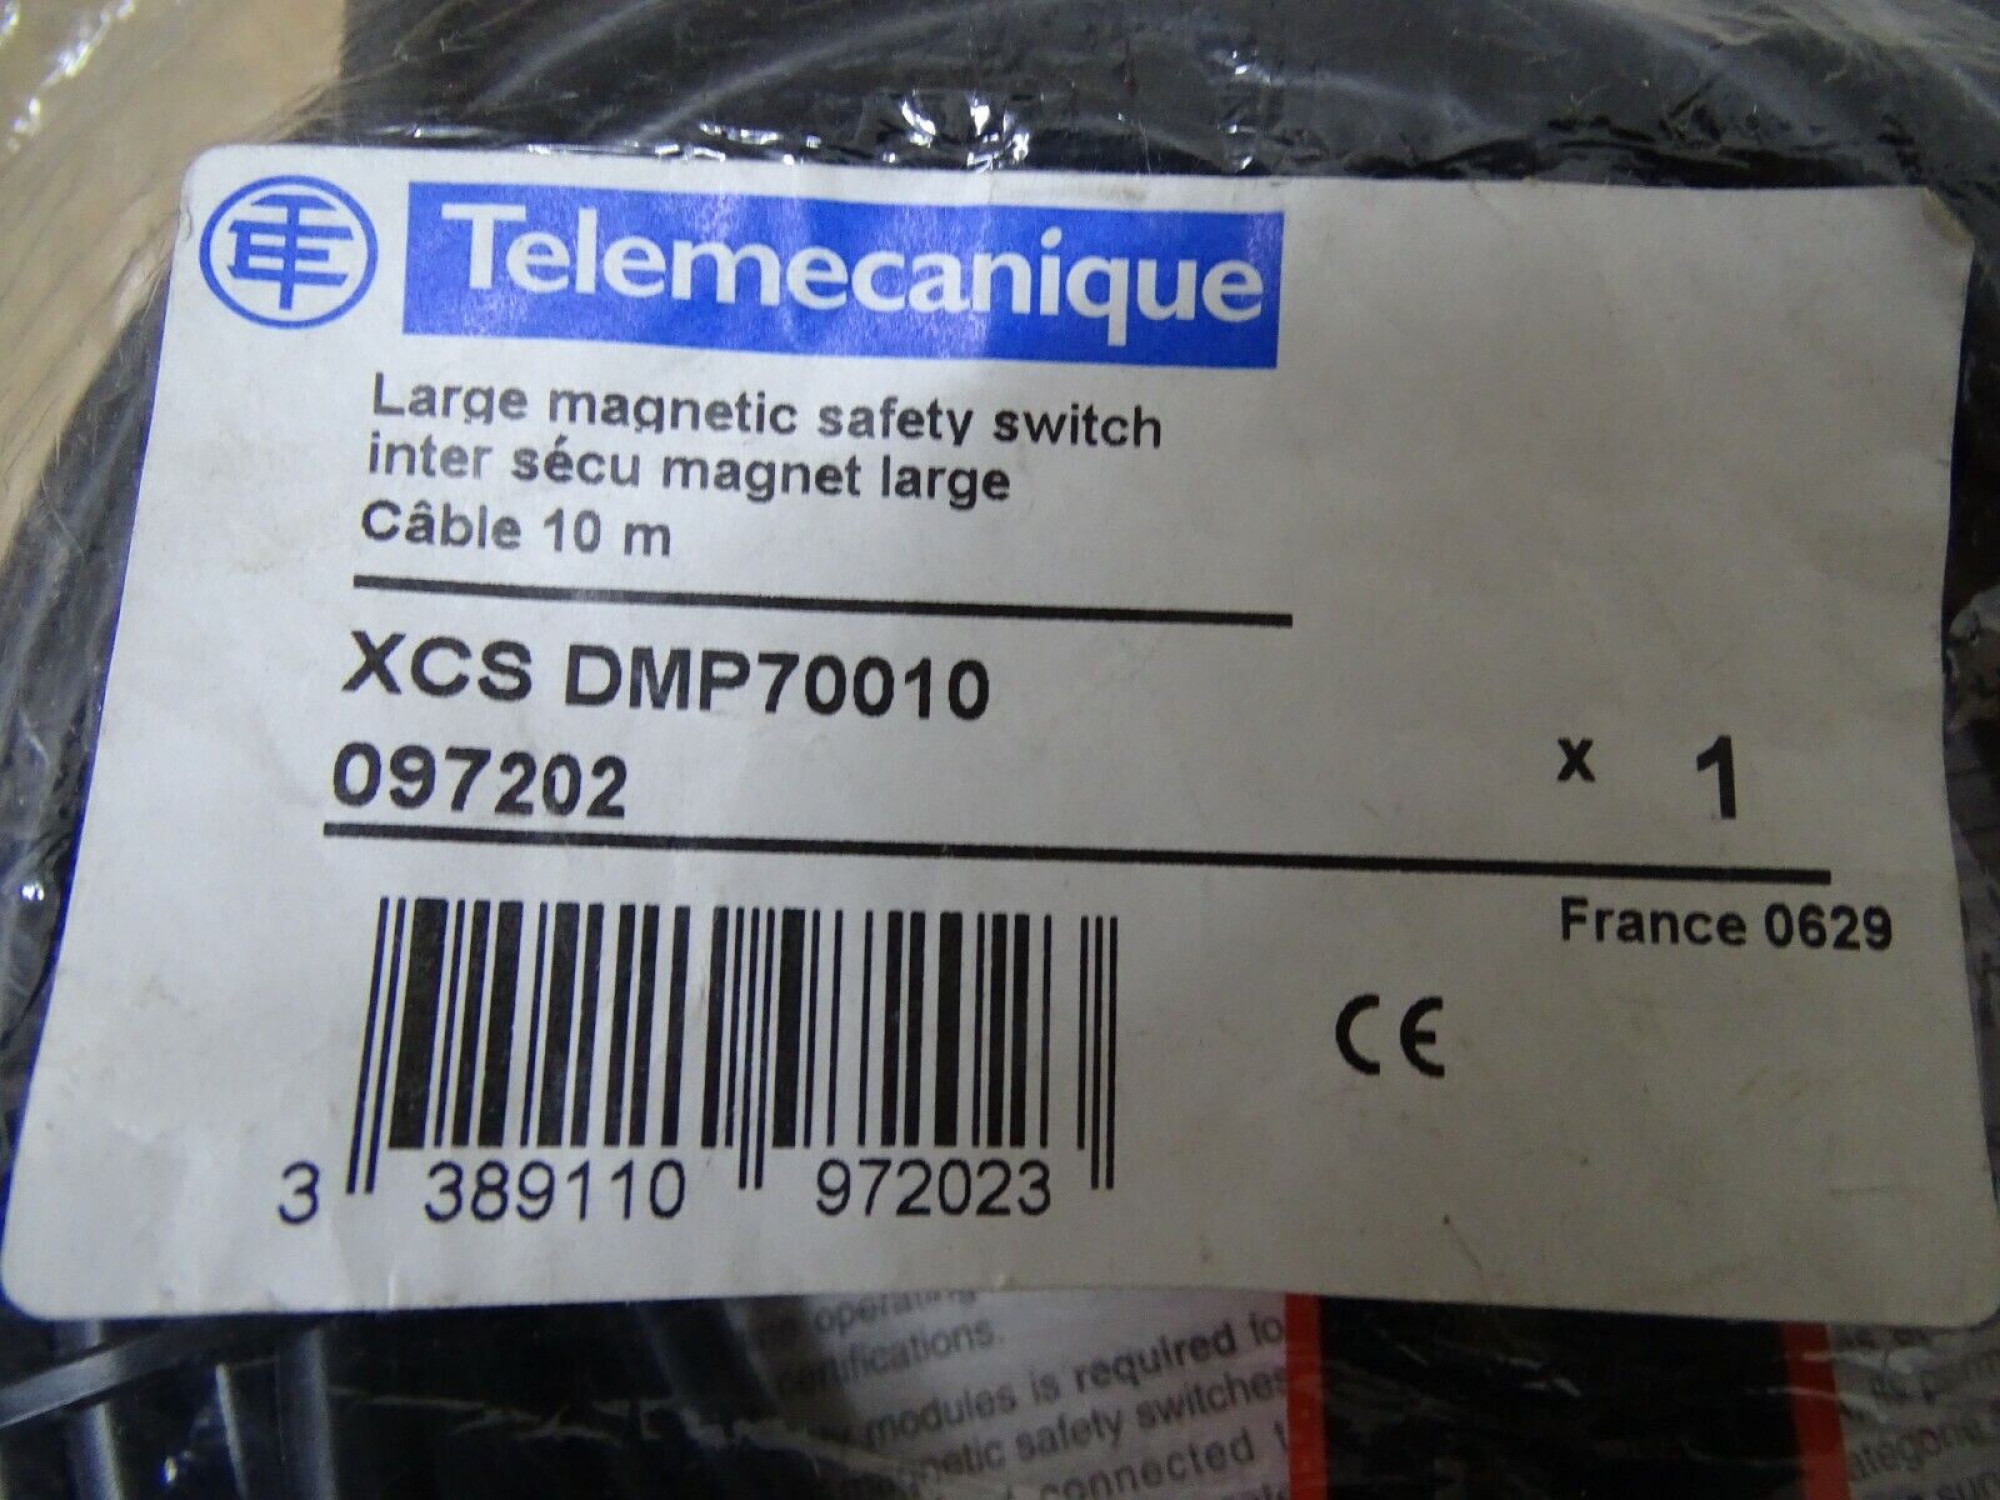 Telemecanique
Large magnetic safety switch
inter sécu magnet large
Câble 10 m
XCS DMP70010
097202
x 1
France 0629
CE
3 389110 972023
operating
modules is required fo
safety switches
connected